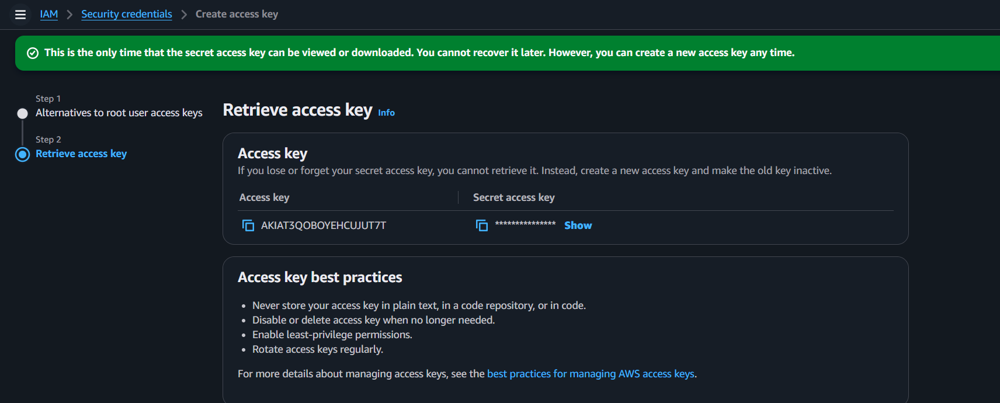 IAM > Security credentials > Create access key
This is the only time that the secret access key can be viewed or downloaded. You cannot recover it later. However, you can create a new access key any time.
Step 1
Alternatives to root user access keys
Step 2
Retrieve access key
Retrieve access key Info
Access key
If you lose or forget your secret access key, you cannot retrieve it. Instead, create a new access key and make the old key inactive.
Access key Secret access key
AKIAT3QOBOYEHCUJUT7T *************** Show
Access key best practices
• Never store your access key in plain text, in a code repository, or in code.
• Disable or delete access key when no longer needed.
• Enable least-privilege permissions.
• Rotate access keys regularly.
For more details about managing access keys, see the best practices for managing AWS access keys.